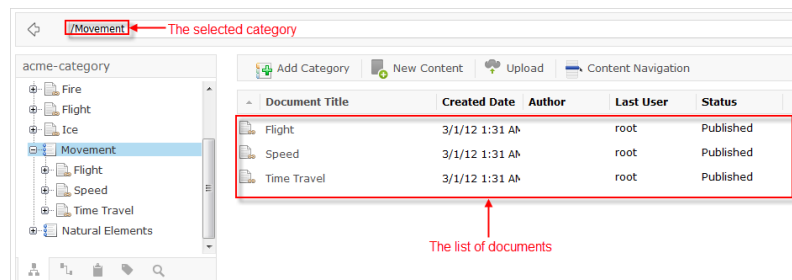 /Movement
The selected category
acme-category
Add Category
New Content
Upload
Content Navigation
Fire
Flight
Ice
Movement
Flight
Speed
Time Travel
Natural Elements
Document Title Created Date Author Last User Status
Flight 3/1/12 1:31 AM root Published
Speed 3/1/12 1:31 AM root Published
Time Travel 3/1/12 1:31 AM root Published
The list of documents